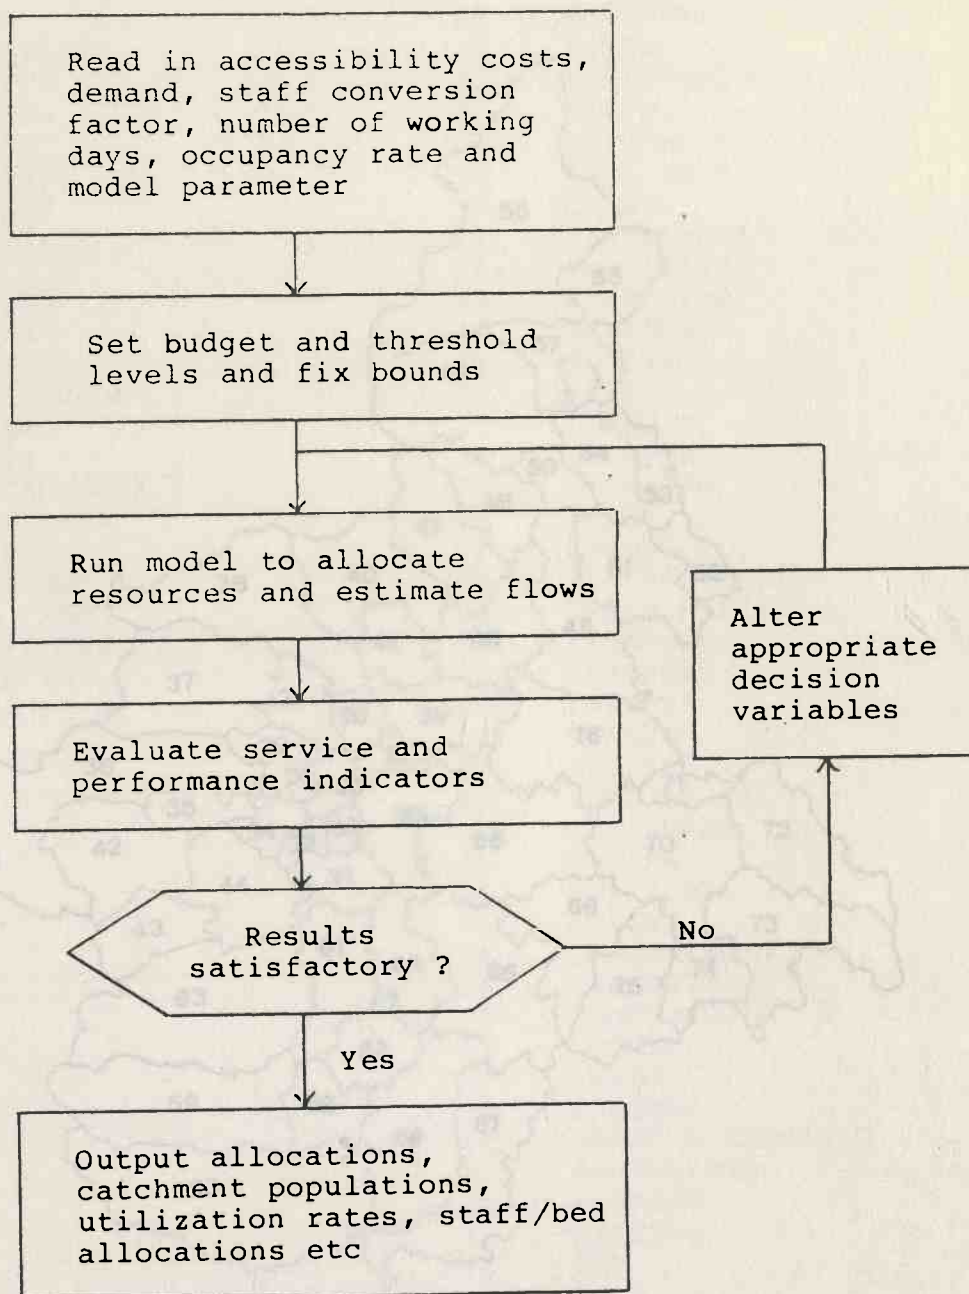 Read in accessibility costs,
demand, staff conversion
factor, number of working
days, occupancy rate and
model parameter
Set budget and threshold
levels and fix bounds
Run model to allocate
resources and estimate flows
Alter
appropriate
decision
variables
Evaluate service and
performance indicators
Results
satisfactory ?
No
Yes
Output allocations,
catchment populations,
utilization rates, staff/bed
allocations etc